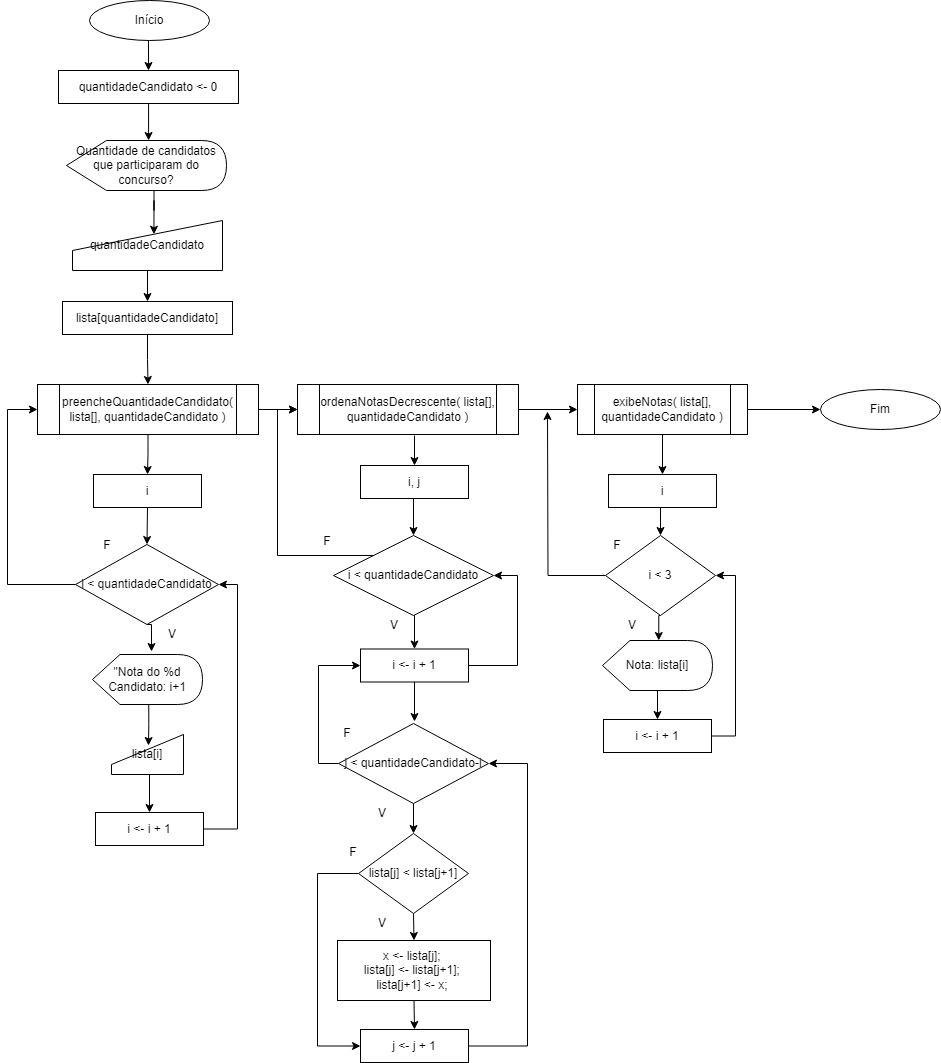 Início
quantidadeCandidato <- 0
Quantidade de candidatos
que participaram do
concurso?
quantidadeCandidato
lista[quantidadeCandidato]
preencheQuantidadeCandidato(
lista[], quantidadeCandidato )
i
F
i < quantidadeCandidato
V
"Nota do %d
Candidato: i+1
lista[i]
i <- i + 1
ordenaNotasDecrescente( lista[],
quantidadeCandidato )
i, j
F
i < quantidadeCandidato
V
i <- i + 1
F
j < quantidadeCandidato-i
V
F
lista[j] < lista[j+1]
V
x <- lista[j];
lista[j] <- lista[j+1];
lista[j+1] <- x;
j <- j + 1
exibeNotas( lista[],
quantidadeCandidato )
i
F
i < 3
V
Nota: lista[i]
i <- i + 1
Fim